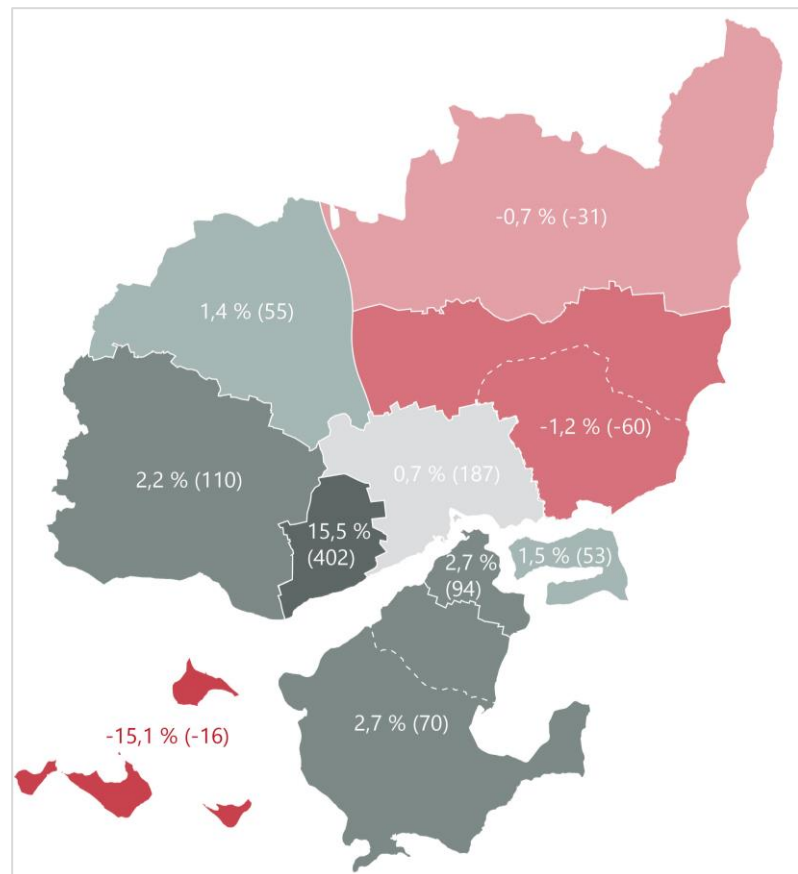 -0,7 % (-31)
1,4 % (55)
-1,2 % (-60)
2,2 % (110)
0,7 % (187)
15,5 %
(402)
2,7 %
(94)
1,5 % (53)
2,7 % (70)
-15,1 % (-16)